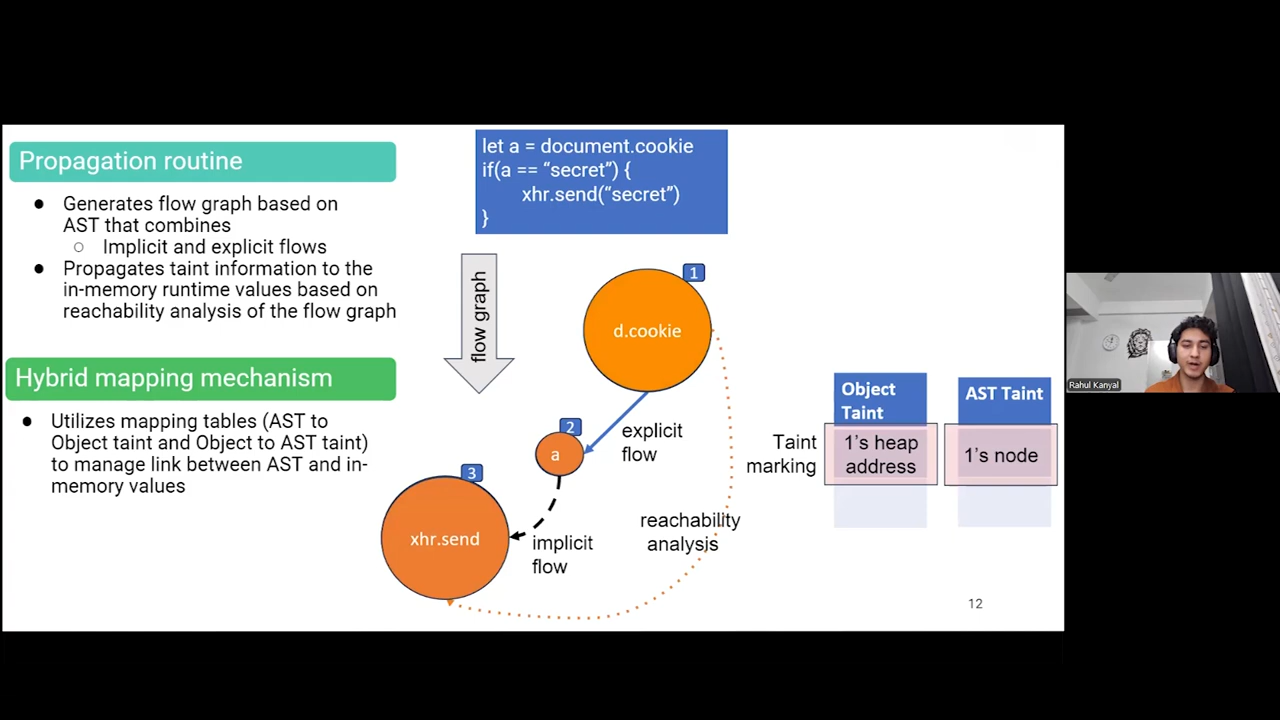 Propagation routine
● Generates flow graph based on
AST that combines
○ Implicit and explicit flows
● Propagates taint information to the
in-memory runtime values based on
reachability analysis of the flow graph
Hybrid mapping mechanism
● Utilizes mapping tables (AST to
Object taint and Object to AST taint)
to manage link between AST and in-
memory values
let a = document.cookie
if(a == “secret”) {
xhr.send(“secret”)
}
flow graph
1
d.cookie
2
a
explicit
flow
3
xhr.send
implicit
flow
reachability
analysis
Object
Taint
AST Taint
Taint
marking
1’s heap
address
1’s node
12
Rahul Kanyal